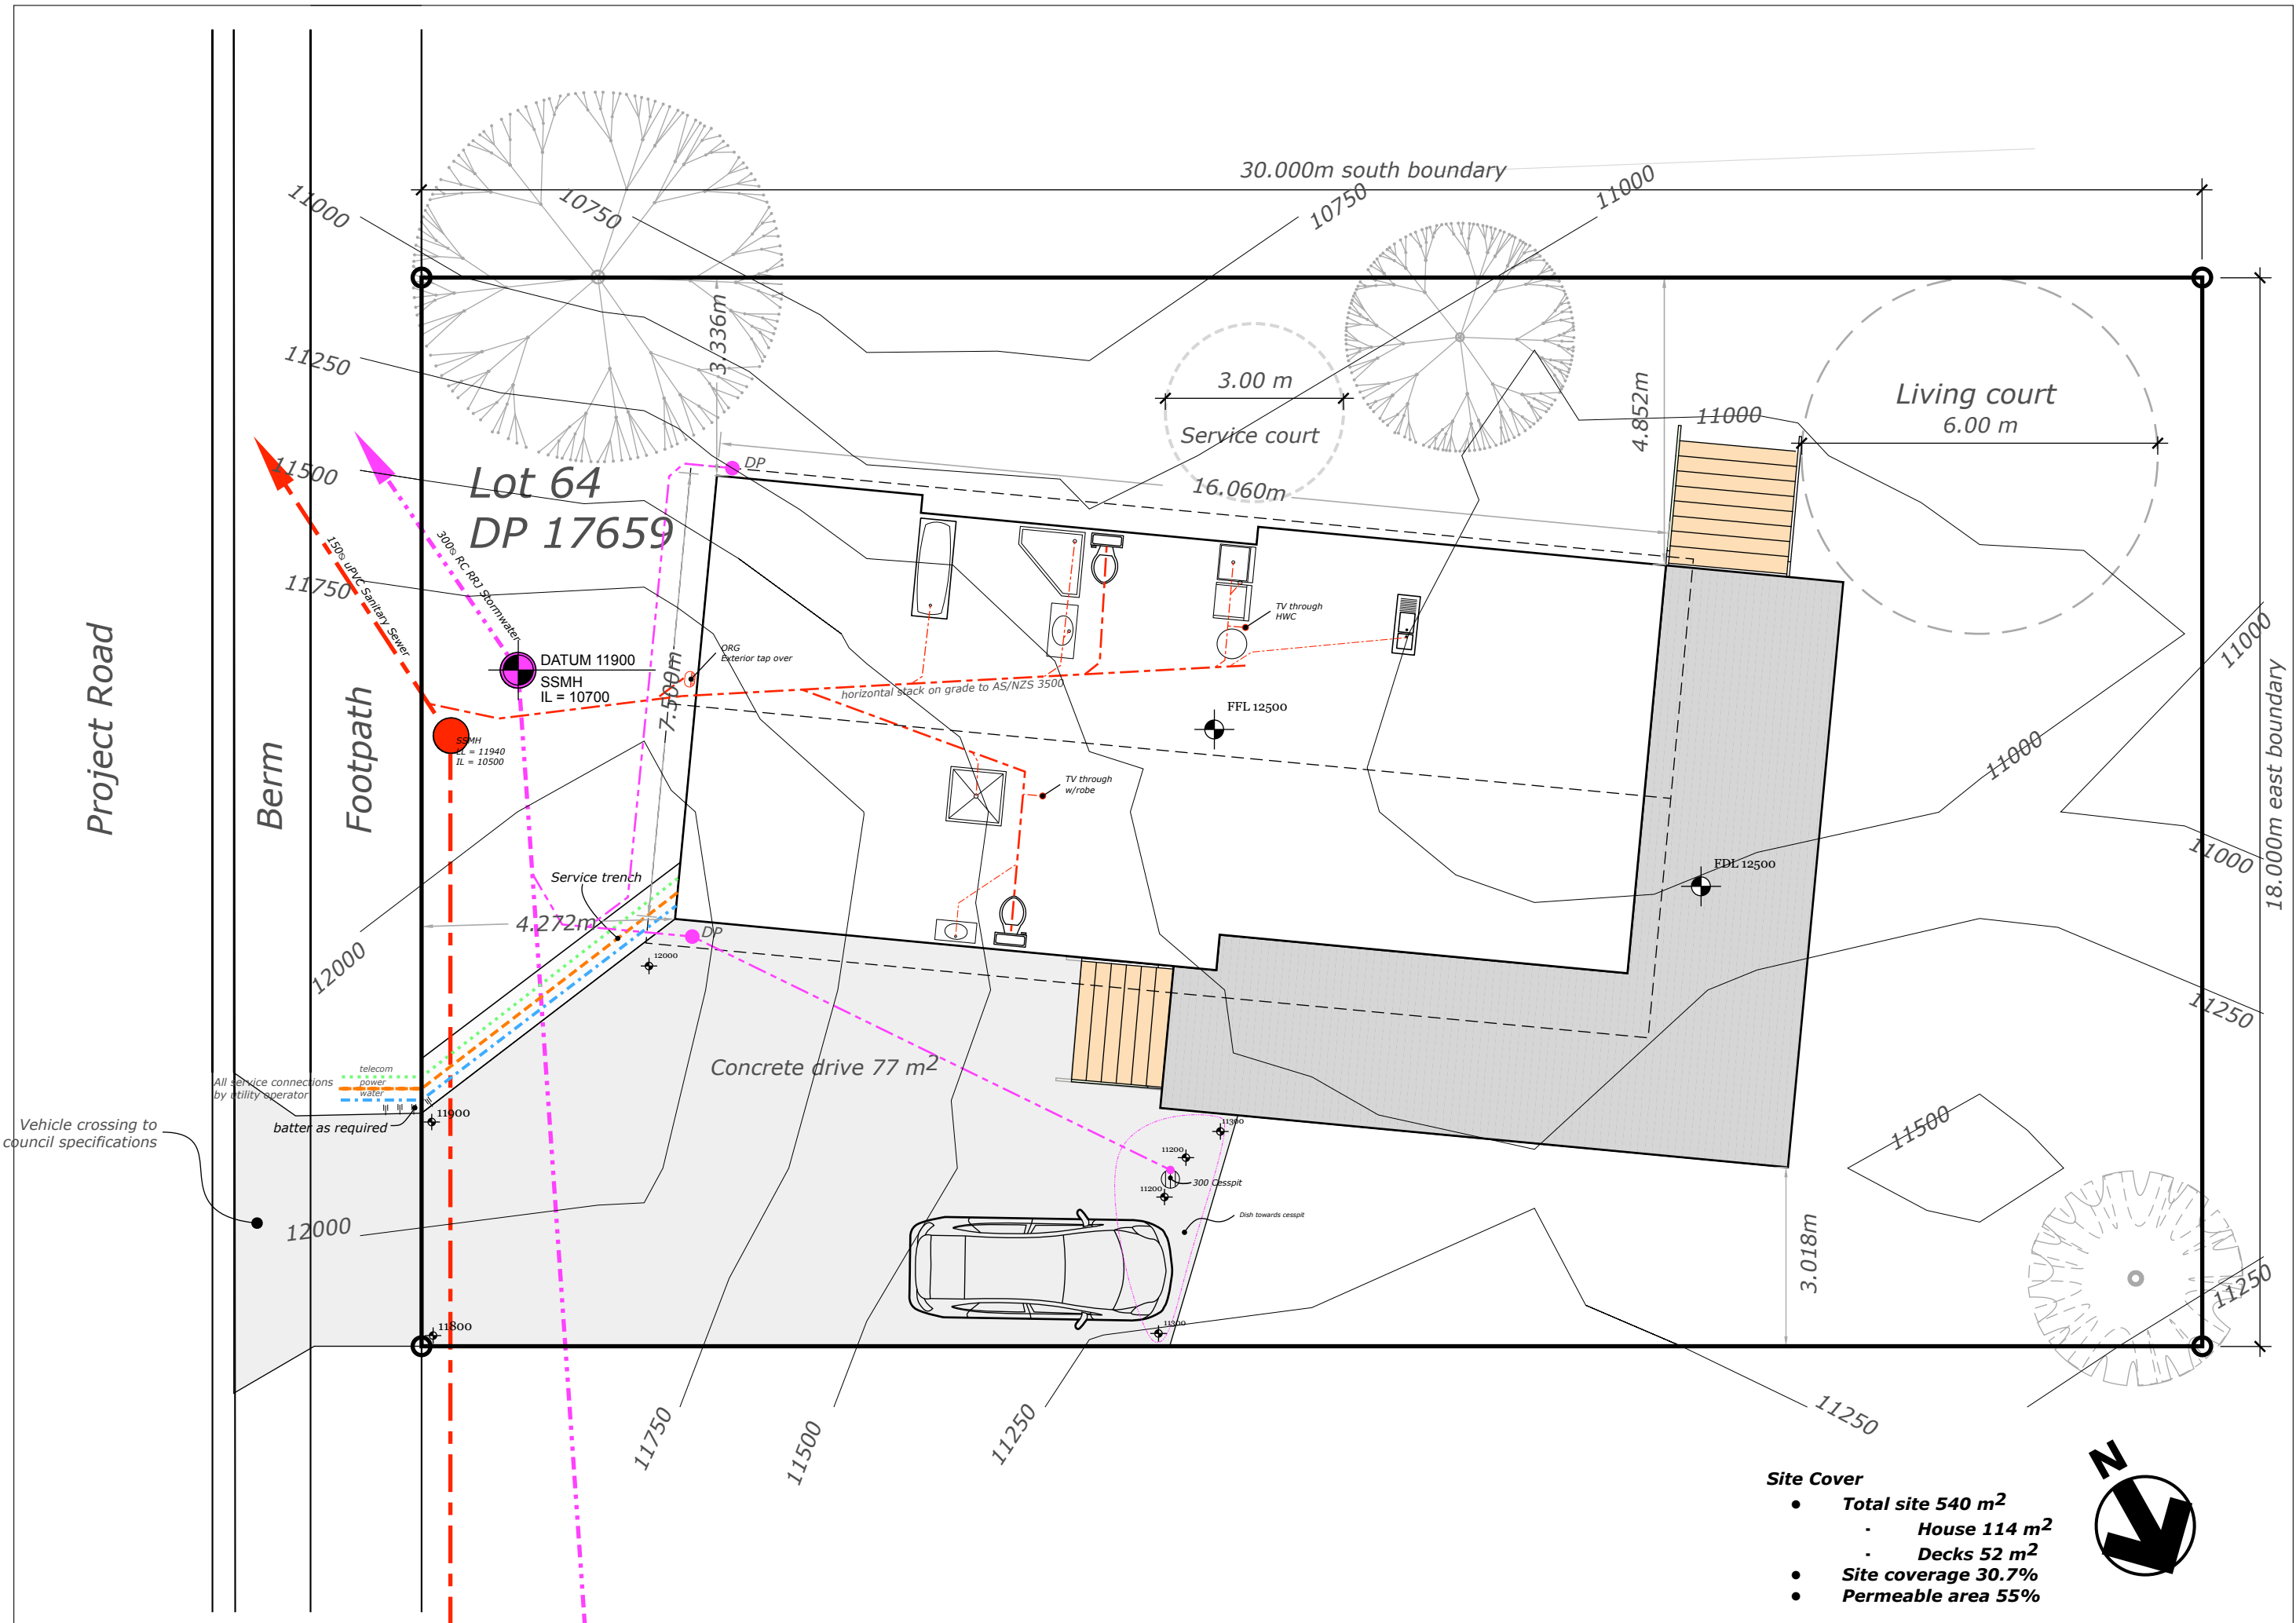 30.000m south boundary
11000
10750
10750
11000
3.336m
11250
3.00 m
Service court
4.852m
11000
Living court
6.00 m
11500
Lot 64
DP 17659
DP
16.060m
150⦰ uPVC Sanitary Sewer
300⦰ RC RRJ Stormwater
11750
TV through
HWC
DATUM 11900
SSMH
IL = 10700
ORG
Exterior tap over
7.500m
horizontal stack on grade to AS/NZS 3500
11000
18.000m east boundary
Project Road
Berm
Footpath
SSMH
LL = 11940
IL = 10500
FFL 12500
11000
TV through
w/robe
11000
FDL 12500
Service trench
4.272m
DP
12000
12000
11250
Concrete drive 77 m2
telecom
power
water
All service connections
by utility operator
11900
batter as required
Vehicle crossing to
council specifications
11300
11200
11200
300 Cesspit
Dish towards cesspit
11500
12000
3.018m
11250
11800
11300
11750
11500
11250
11250
N
Site Cover
● Total site 540 m2
- House 114 m2
- Decks 52 m2
● Site coverage 30.7%
● Permeable area 55%